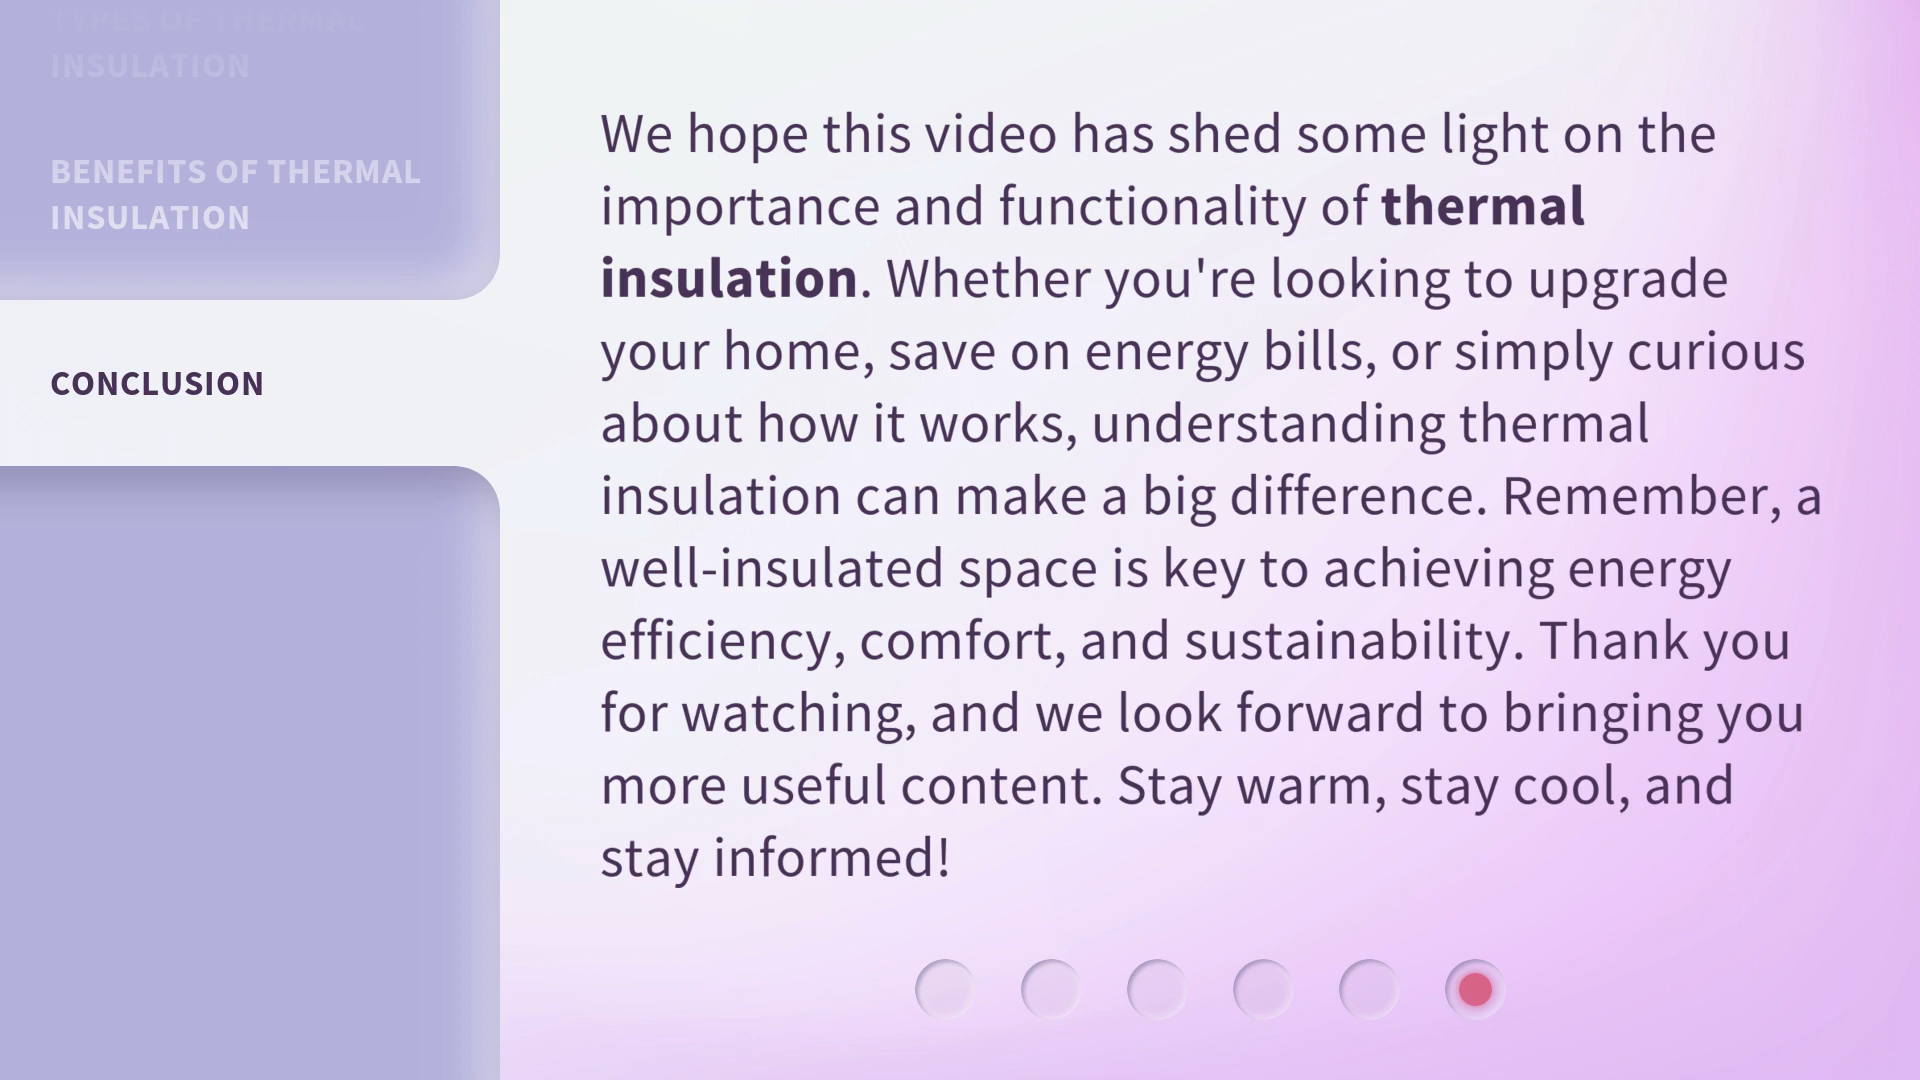 TYPES OF THERMAL
INSULATION
BENEFITS OF THERMAL
INSULATION
CONCLUSION
We hope this video has shed some light on the
importance and functionality of thermal
insulation. Whether you're looking to upgrade
your home, save on energy bills, or simply curious
about how it works, understanding thermal
insulation can make a big difference. Remember, a
well-insulated space is key to achieving energy
efficiency, comfort, and sustainability. Thank you
for watching, and we look forward to bringing you
more useful content. Stay warm, stay cool, and
stay informed!